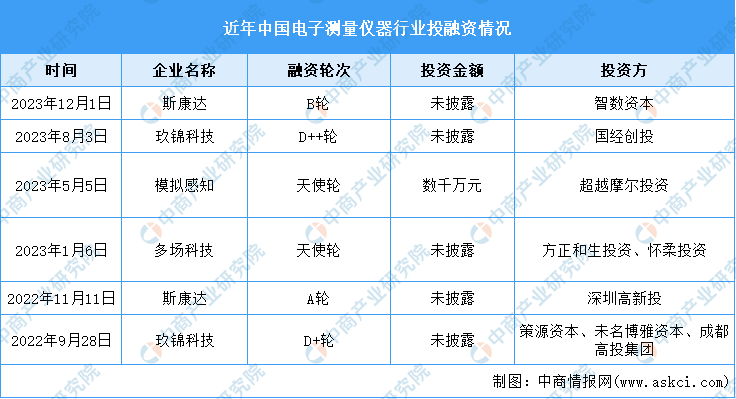 近年中国电子测量仪器行业投融资情况
时间 企业名称 融资轮次 投资金额 投资方
2023年12月1日 斯康达 B轮 未披露 智数资本
2023年8月3日 玖锦科技 D++轮 未披露 国经创投
2023年5月5日 模拟感知 天使轮 数千万元 超越摩尔投资
2023年1月6日 多场科技 天使轮 未披露 方正和生投资、怀柔投资
2022年11月11日 斯康达 A轮 未披露 深圳高新投
2022年9月28日 玖锦科技 D+轮 未披露 策源资本、未名博雅资本、成都
高投集团
制图：中商情报网(www.askci.com)
中商产业研究院